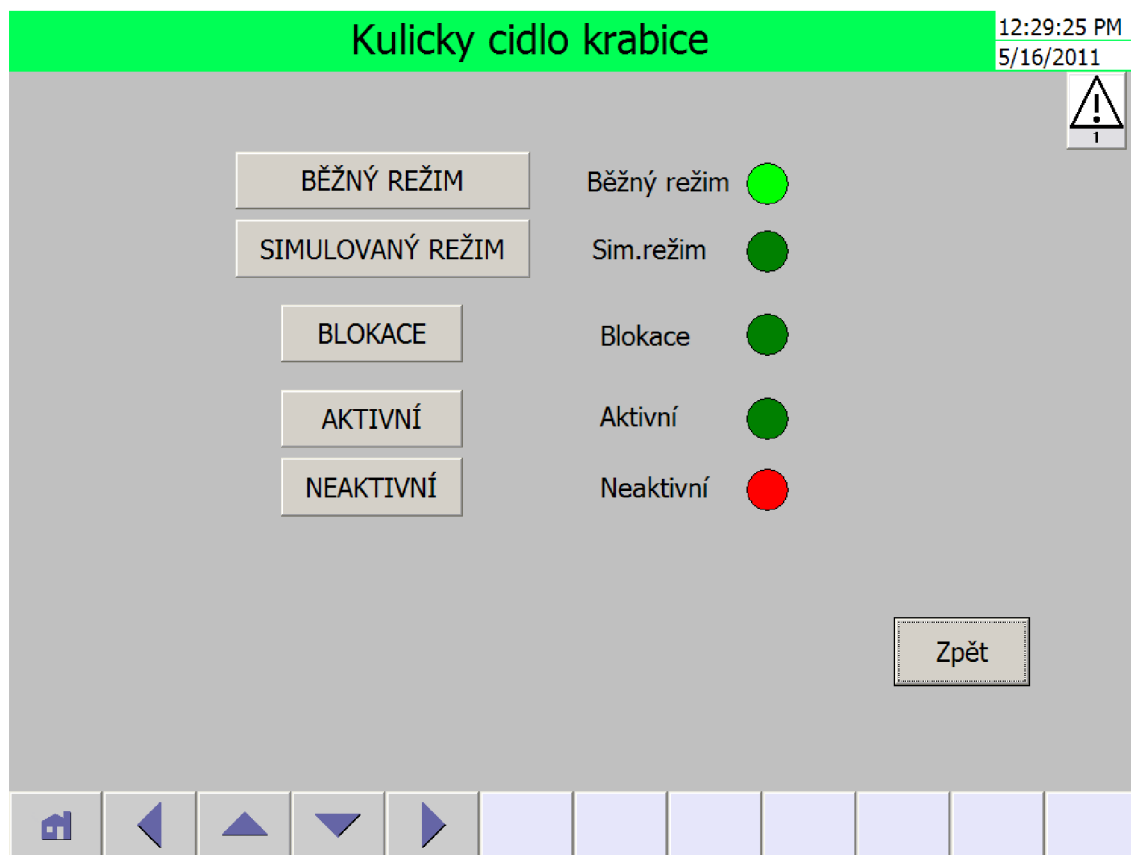 Kulicky cidlo krabice
12:29:25 PM
5/16/2011
1
BĚŽNÝ REŽIM
Běžný režim
SIMULOVANÝ REŽIM
Sim.režim
BLOKACE
Blokace
AKTIVNÍ
Aktivní
NEAKTIVNÍ
Neaktivní
Zpět